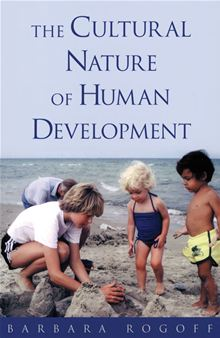 THE CULTURAL
NATURE
OF HUMAN
DEVELOPMENT
BARBARA ROGOFF